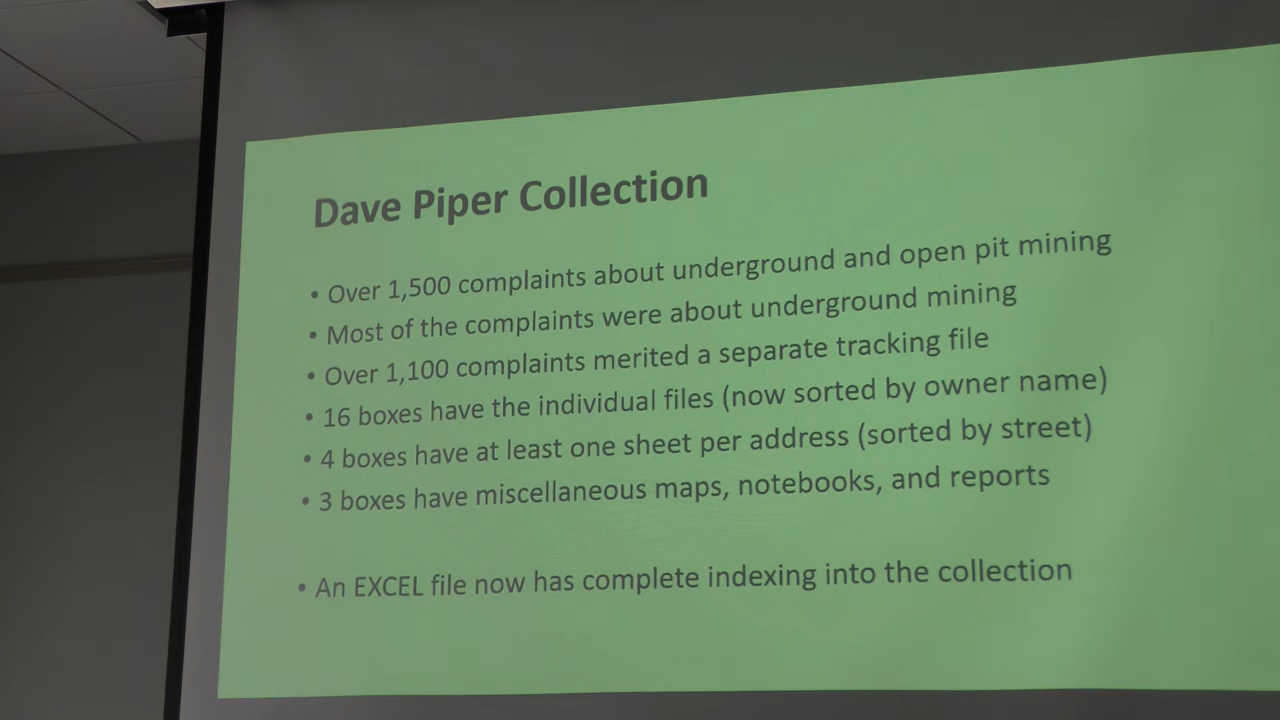 Dave Piper Collection
• Over 1,500 complaints about underground and open pit mining
• Most of the complaints were about underground mining
• Over 1,100 complaints merited a separate tracking file
• 16 boxes have the individual files (now sorted by owner name)
• 4 boxes have at least one sheet per address (sorted by street)
• 3 boxes have miscellaneous maps, notebooks, and reports
• An EXCEL file now has complete indexing into the collection